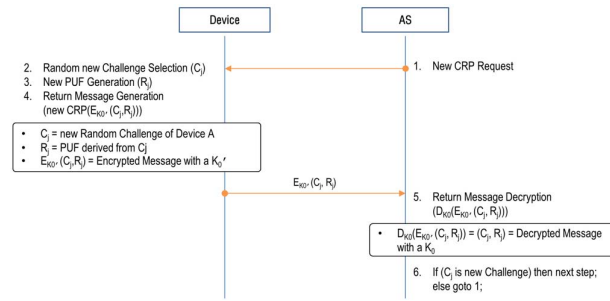 Device
AS
1. New CRP Request
2. Random new Challenge Selection (Cj)
3. New PUF Generation (Rj)
4. Return Message Generation
(new CRP(EK0′ (Cj,Rj)))
• Cj = new Random Challenge of Device A
• Rj = PUF derived from Cj
• EK0′ (Cj,Rj) = Encrypted Message with a K0′
EK0′ (Cj, Rj)
5. Return Message Decryption
(DK0(EK0′ (Cj, Rj)))
• DK0(EK0′ (Cj, Rj)) = (Cj, Rj) = Decrypted Message
with a K0
6. If (Cj is new Challenge) then next step;
else goto 1;